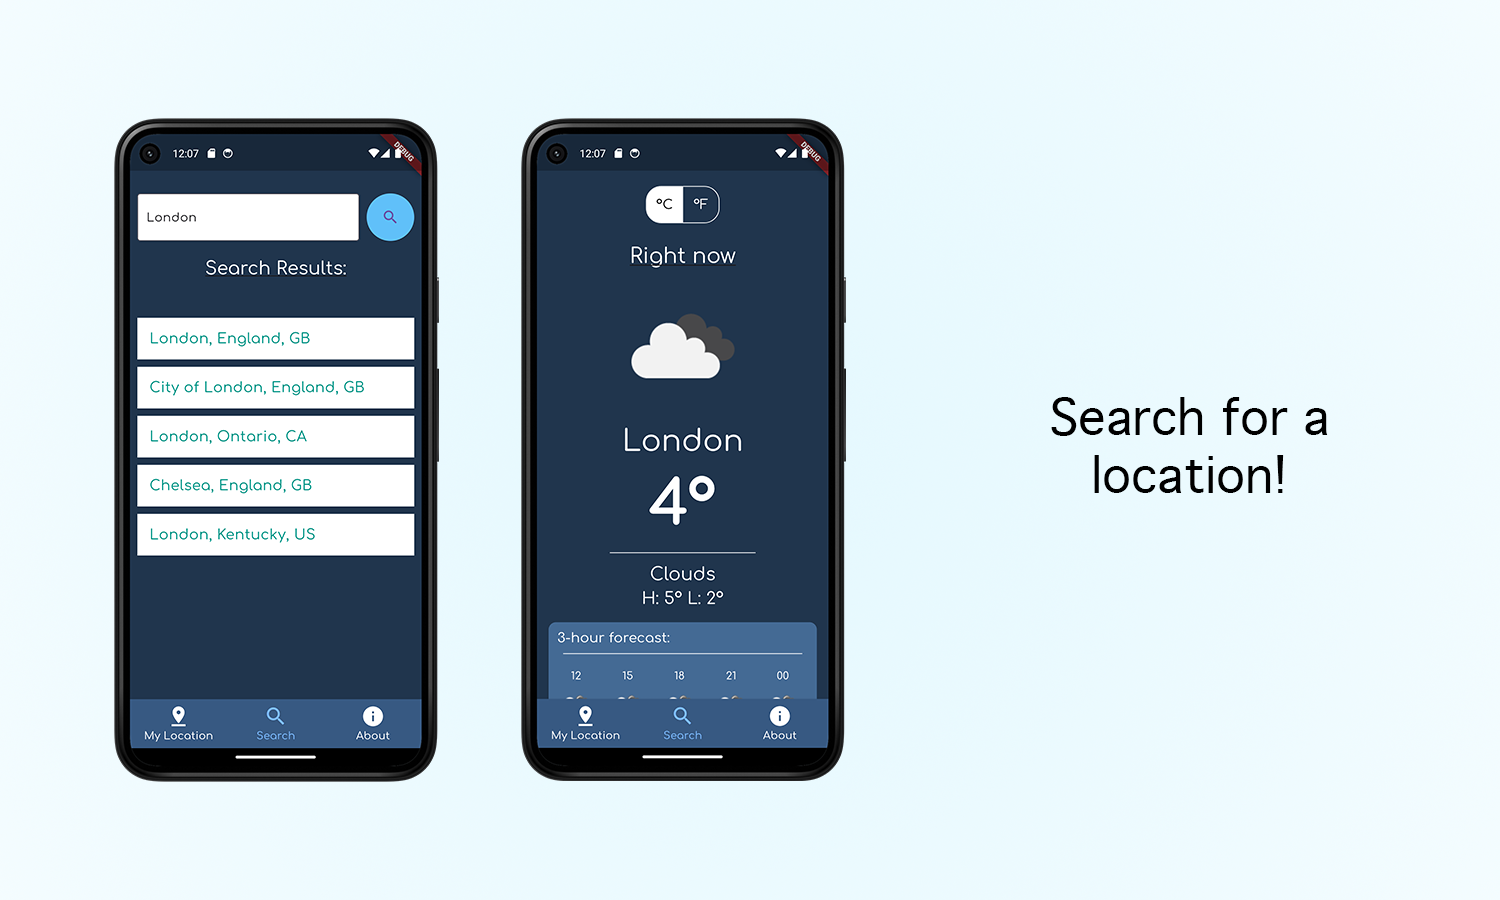 12:07
DEBUG
London
Search Results:
London, England, GB
City of London, England, GB
London, Ontario, CA
Chelsea, England, GB
London, Kentucky, US
My Location
Search
About
12:07
DEBUG
°C
°F
Right now
London
4°
Clouds
H: 5° L: 2°
3-hour forecast:
12 15 18 21 00
My Location
Search
About
Search for a
location!